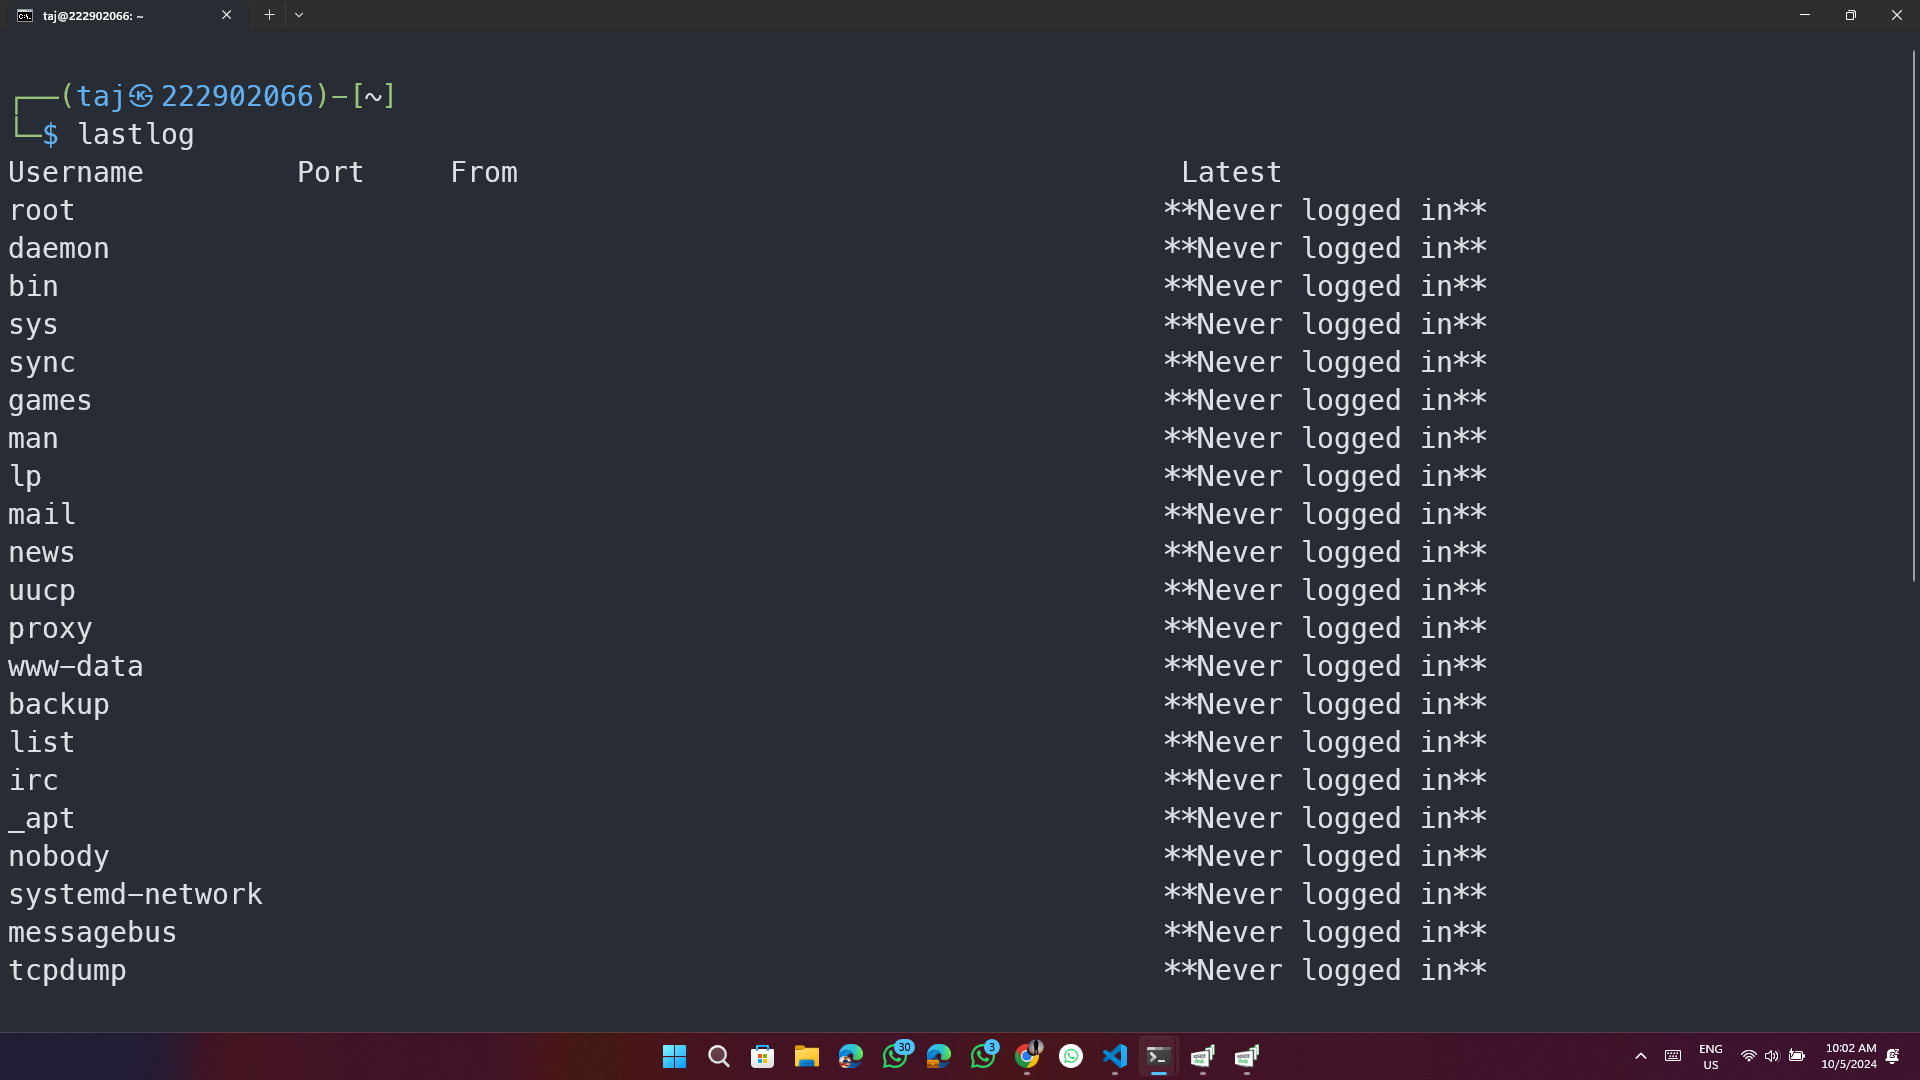 taj@222902066: ~
┌──(taj㉿222902066)-[~]
└─$ lastlog
Username         Port     From                                       Latest
root                                                                **Never logged in**
daemon                                                              **Never logged in**
bin                                                                 **Never logged in**
sys                                                                 **Never logged in**
sync                                                                **Never logged in**
games                                                               **Never logged in**
man                                                                 **Never logged in**
lp                                                                  **Never logged in**
mail                                                                **Never logged in**
news                                                                **Never logged in**
uucp                                                                **Never logged in**
proxy                                                               **Never logged in**
www-data                                                            **Never logged in**
backup                                                              **Never logged in**
list                                                                **Never logged in**
irc                                                                 **Never logged in**
_apt                                                                **Never logged in**
nobody                                                              **Never logged in**
systemd-network                                                     **Never logged in**
messagebus                                                          **Never logged in**
tcpdump                                                             **Never logged in**
30
3
ENG
US
10:02 AM
10/5/2024